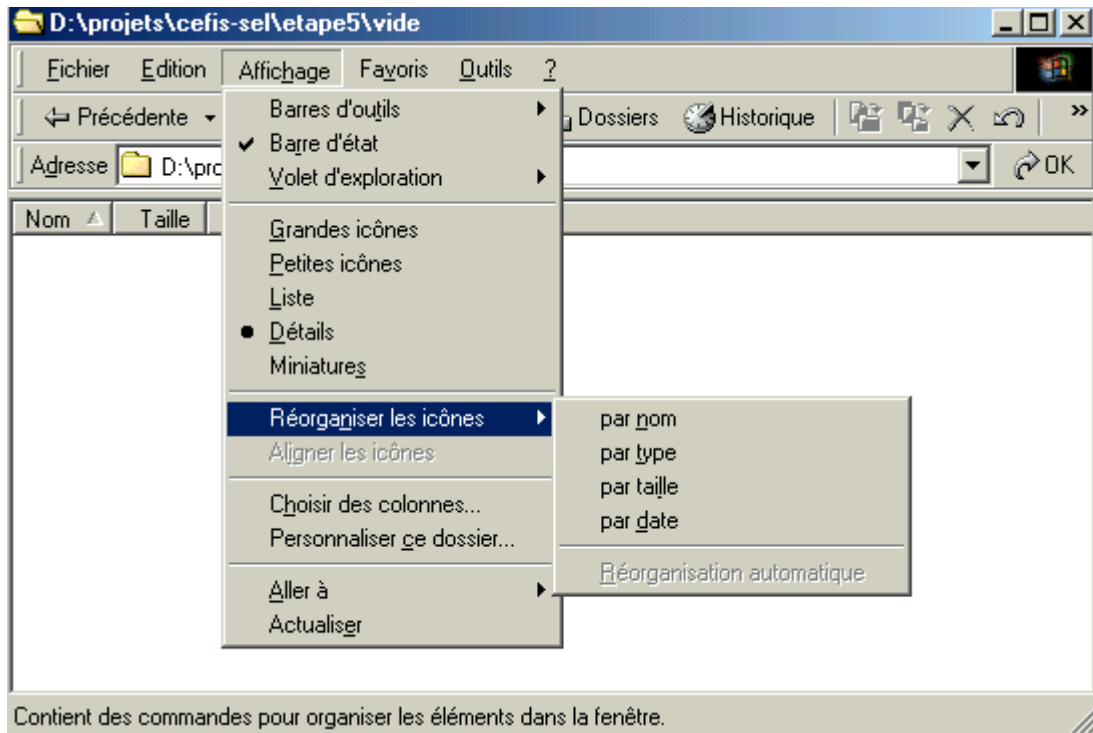 D:\projets\cefis-sel\etape5\vide
Fichier Edition Affichage Favoris Outils ?
Précédente Dossiers Historique »
Adresse D:\pro OK
Nom Taille
Barres d'outils
Barre d'état
Volet d'exploration
Grandes icônes
Petites icônes
Liste
Détails
Miniatures
Réorganiser les icônes
Aligner les icônes
Choisir des colonnes...
Personnaliser ce dossier...
Aller à
Actualiser
par nom
par type
par taille
par date
Réorganisation automatique
Contient des commandes pour organiser les éléments dans la fenêtre.